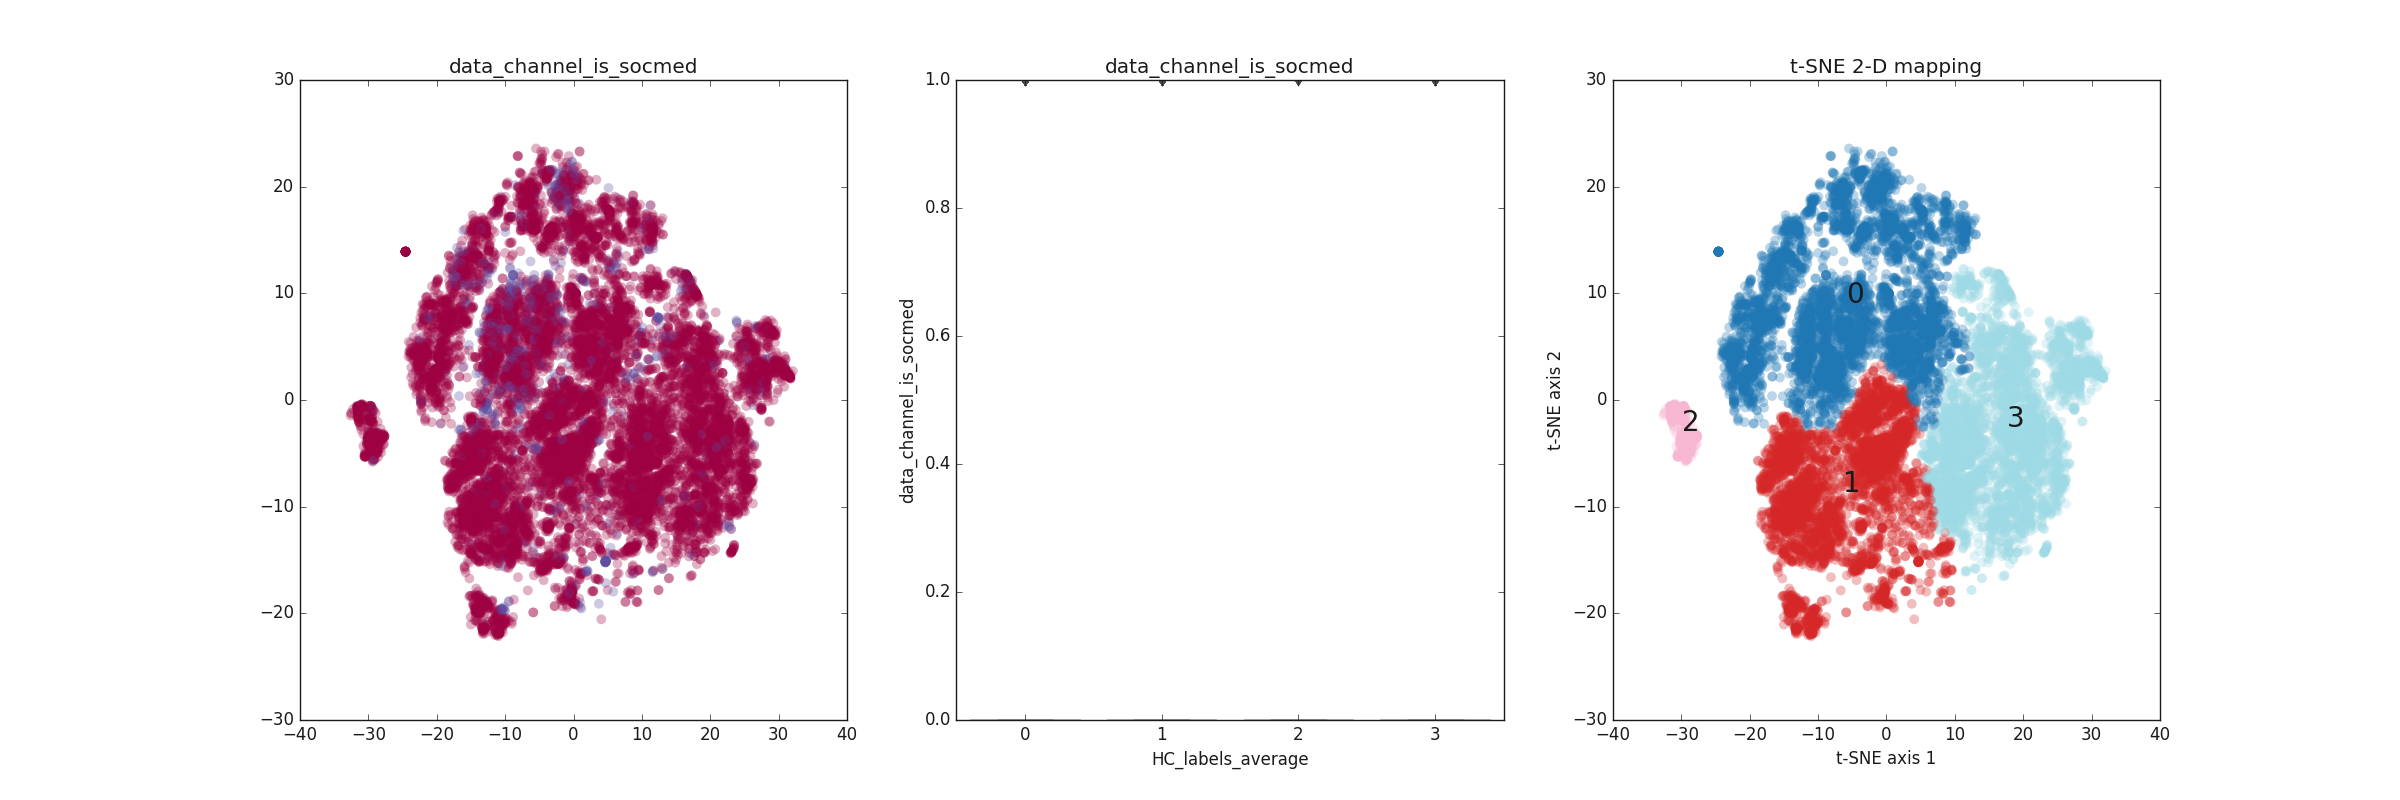 data_channel_is_socmed
30
20
10
0
−10
−20
−30
−40 −30 −20 −10 0 10 20 30 40
data_channel_is_socmed
data_channel_is_socmed
1.0
0.8
0.6
0.4
0.2
0.0
0 1 2 3
HC_labels_average
t-SNE 2-D mapping
t-SNE axis 2
30
20
10
0
−10
−20
−30
0
2
3
1
−40 −30 −20 −10 0 10 20 30 40
t-SNE axis 1